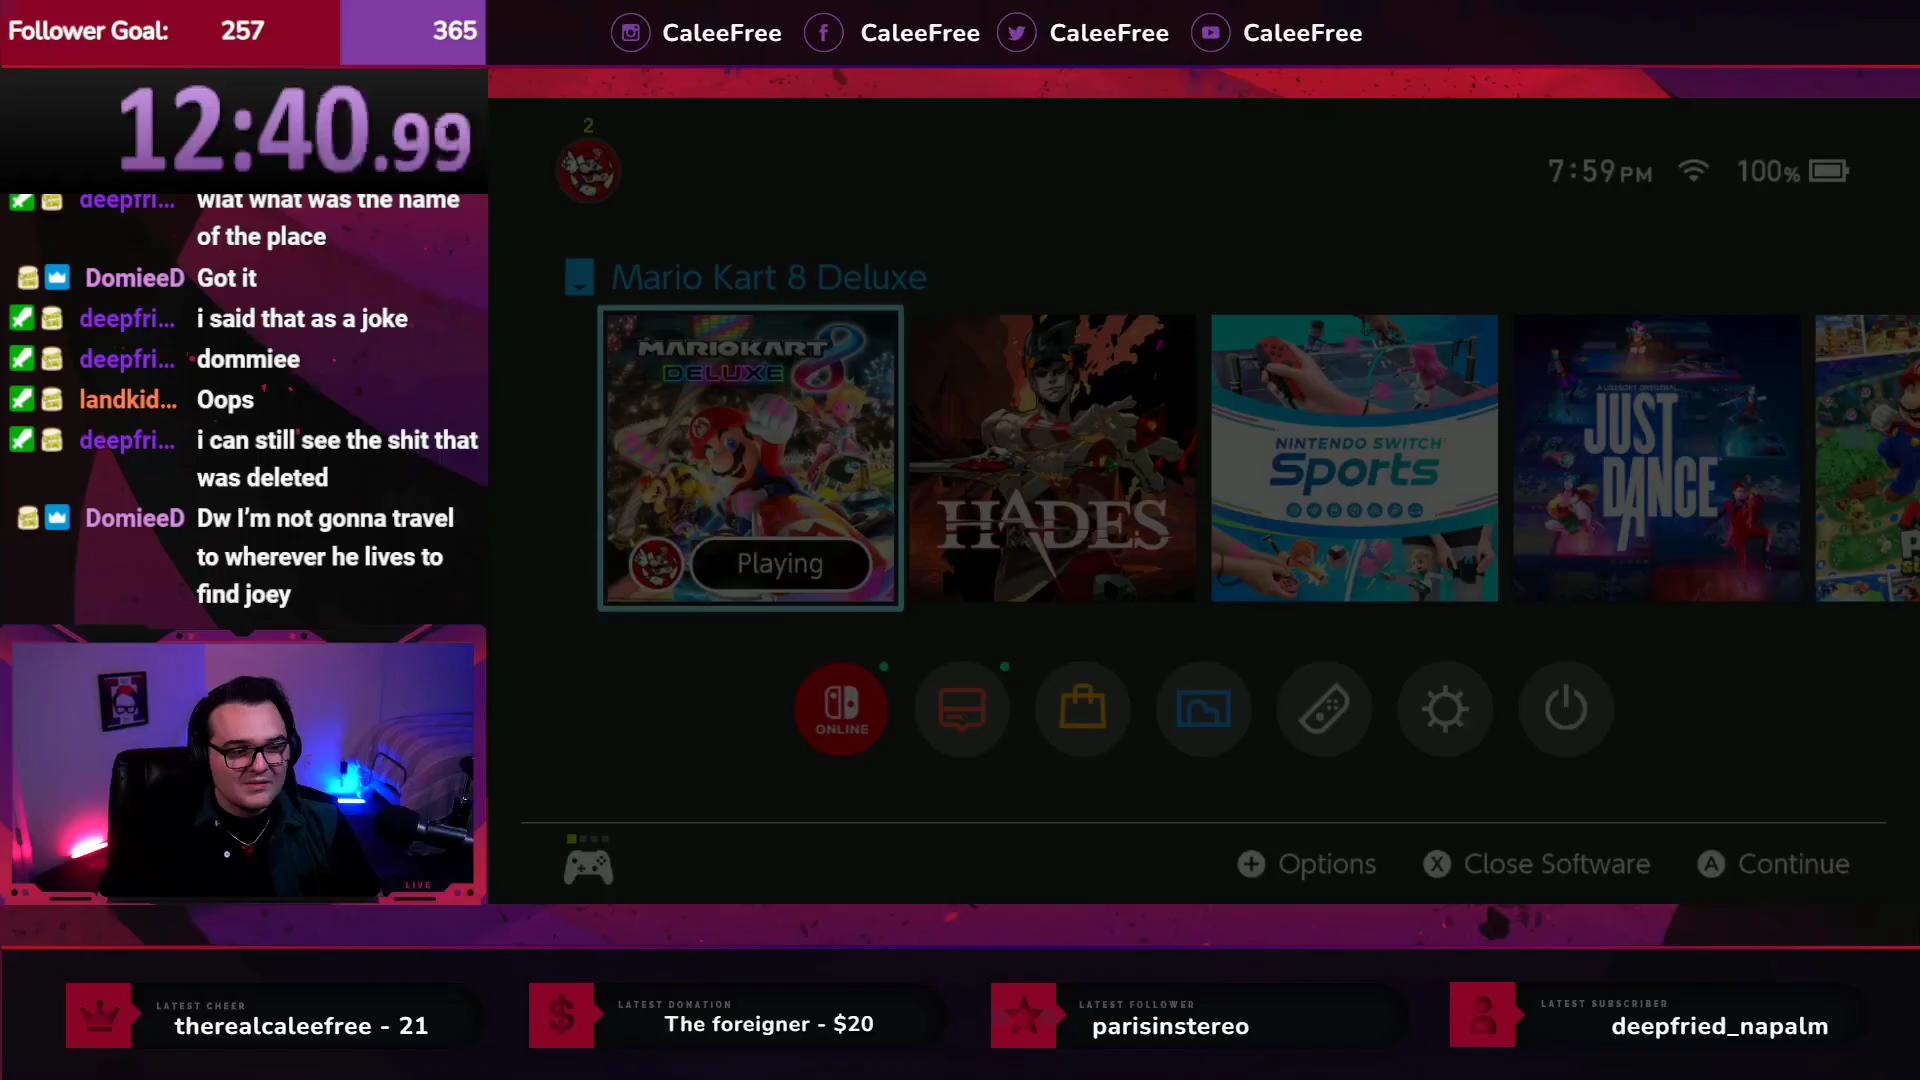 Follower Goal: 257 365
CaleeFree CaleeFree CaleeFree CaleeFree
12:40.99
deepfri... wiat what was the name
of the place
DomieeD Got it
deepfri... i said that as a joke
deepfri... dommiee
landkid... Oops
deepfri... i can still see the shit that
was deleted
DomieeD Dw I'm not gonna travel
to wherever he lives to
find joey
LIVE
2
7:59 PM 100%
Mario Kart 8 Deluxe
MARIOKART 8
DELUXE
Playing
HADES
NINTENDO SWITCH
Sports
A UBISOFT ORIGINAL
JUST
DANCE
ONLINE
+ Options X Close Software A Continue
LATEST CHEER
therealcaleefree - 21
LATEST DONATION
The foreigner - $20
LATEST FOLLOWER
parisinstereo
LATEST SUBSCRIBER
deepfried_napalm